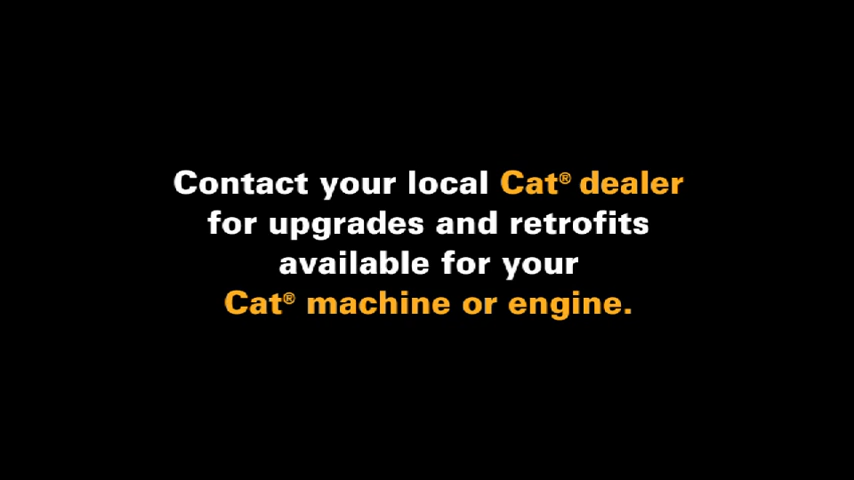 Contact your local Cat® dealer
for upgrades and retrofits
available for your
Cat® machine or engine.